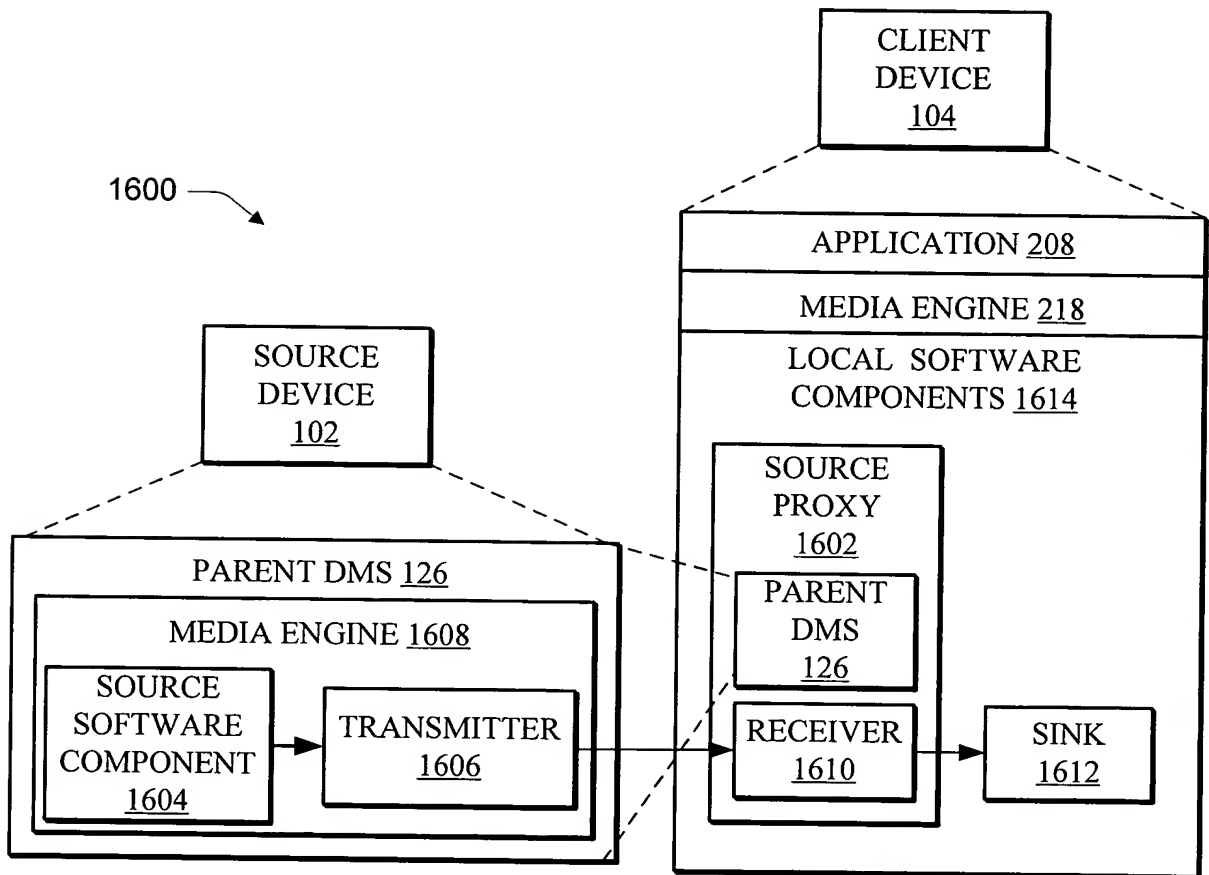 CLIENT
DEVICE
104
1600
APPLICATION 208
MEDIA ENGINE 218
LOCAL SOFTWARE
COMPONENTS 1614
SOURCE
DEVICE
102
SOURCE
PROXY
1602
PARENT DMS 126
PARENT
DMS
126
MEDIA ENGINE 1608
SOURCE
SOFTWARE
COMPONENT
1604
TRANSMITTER
1606
RECEIVER
1610
SINK
1612